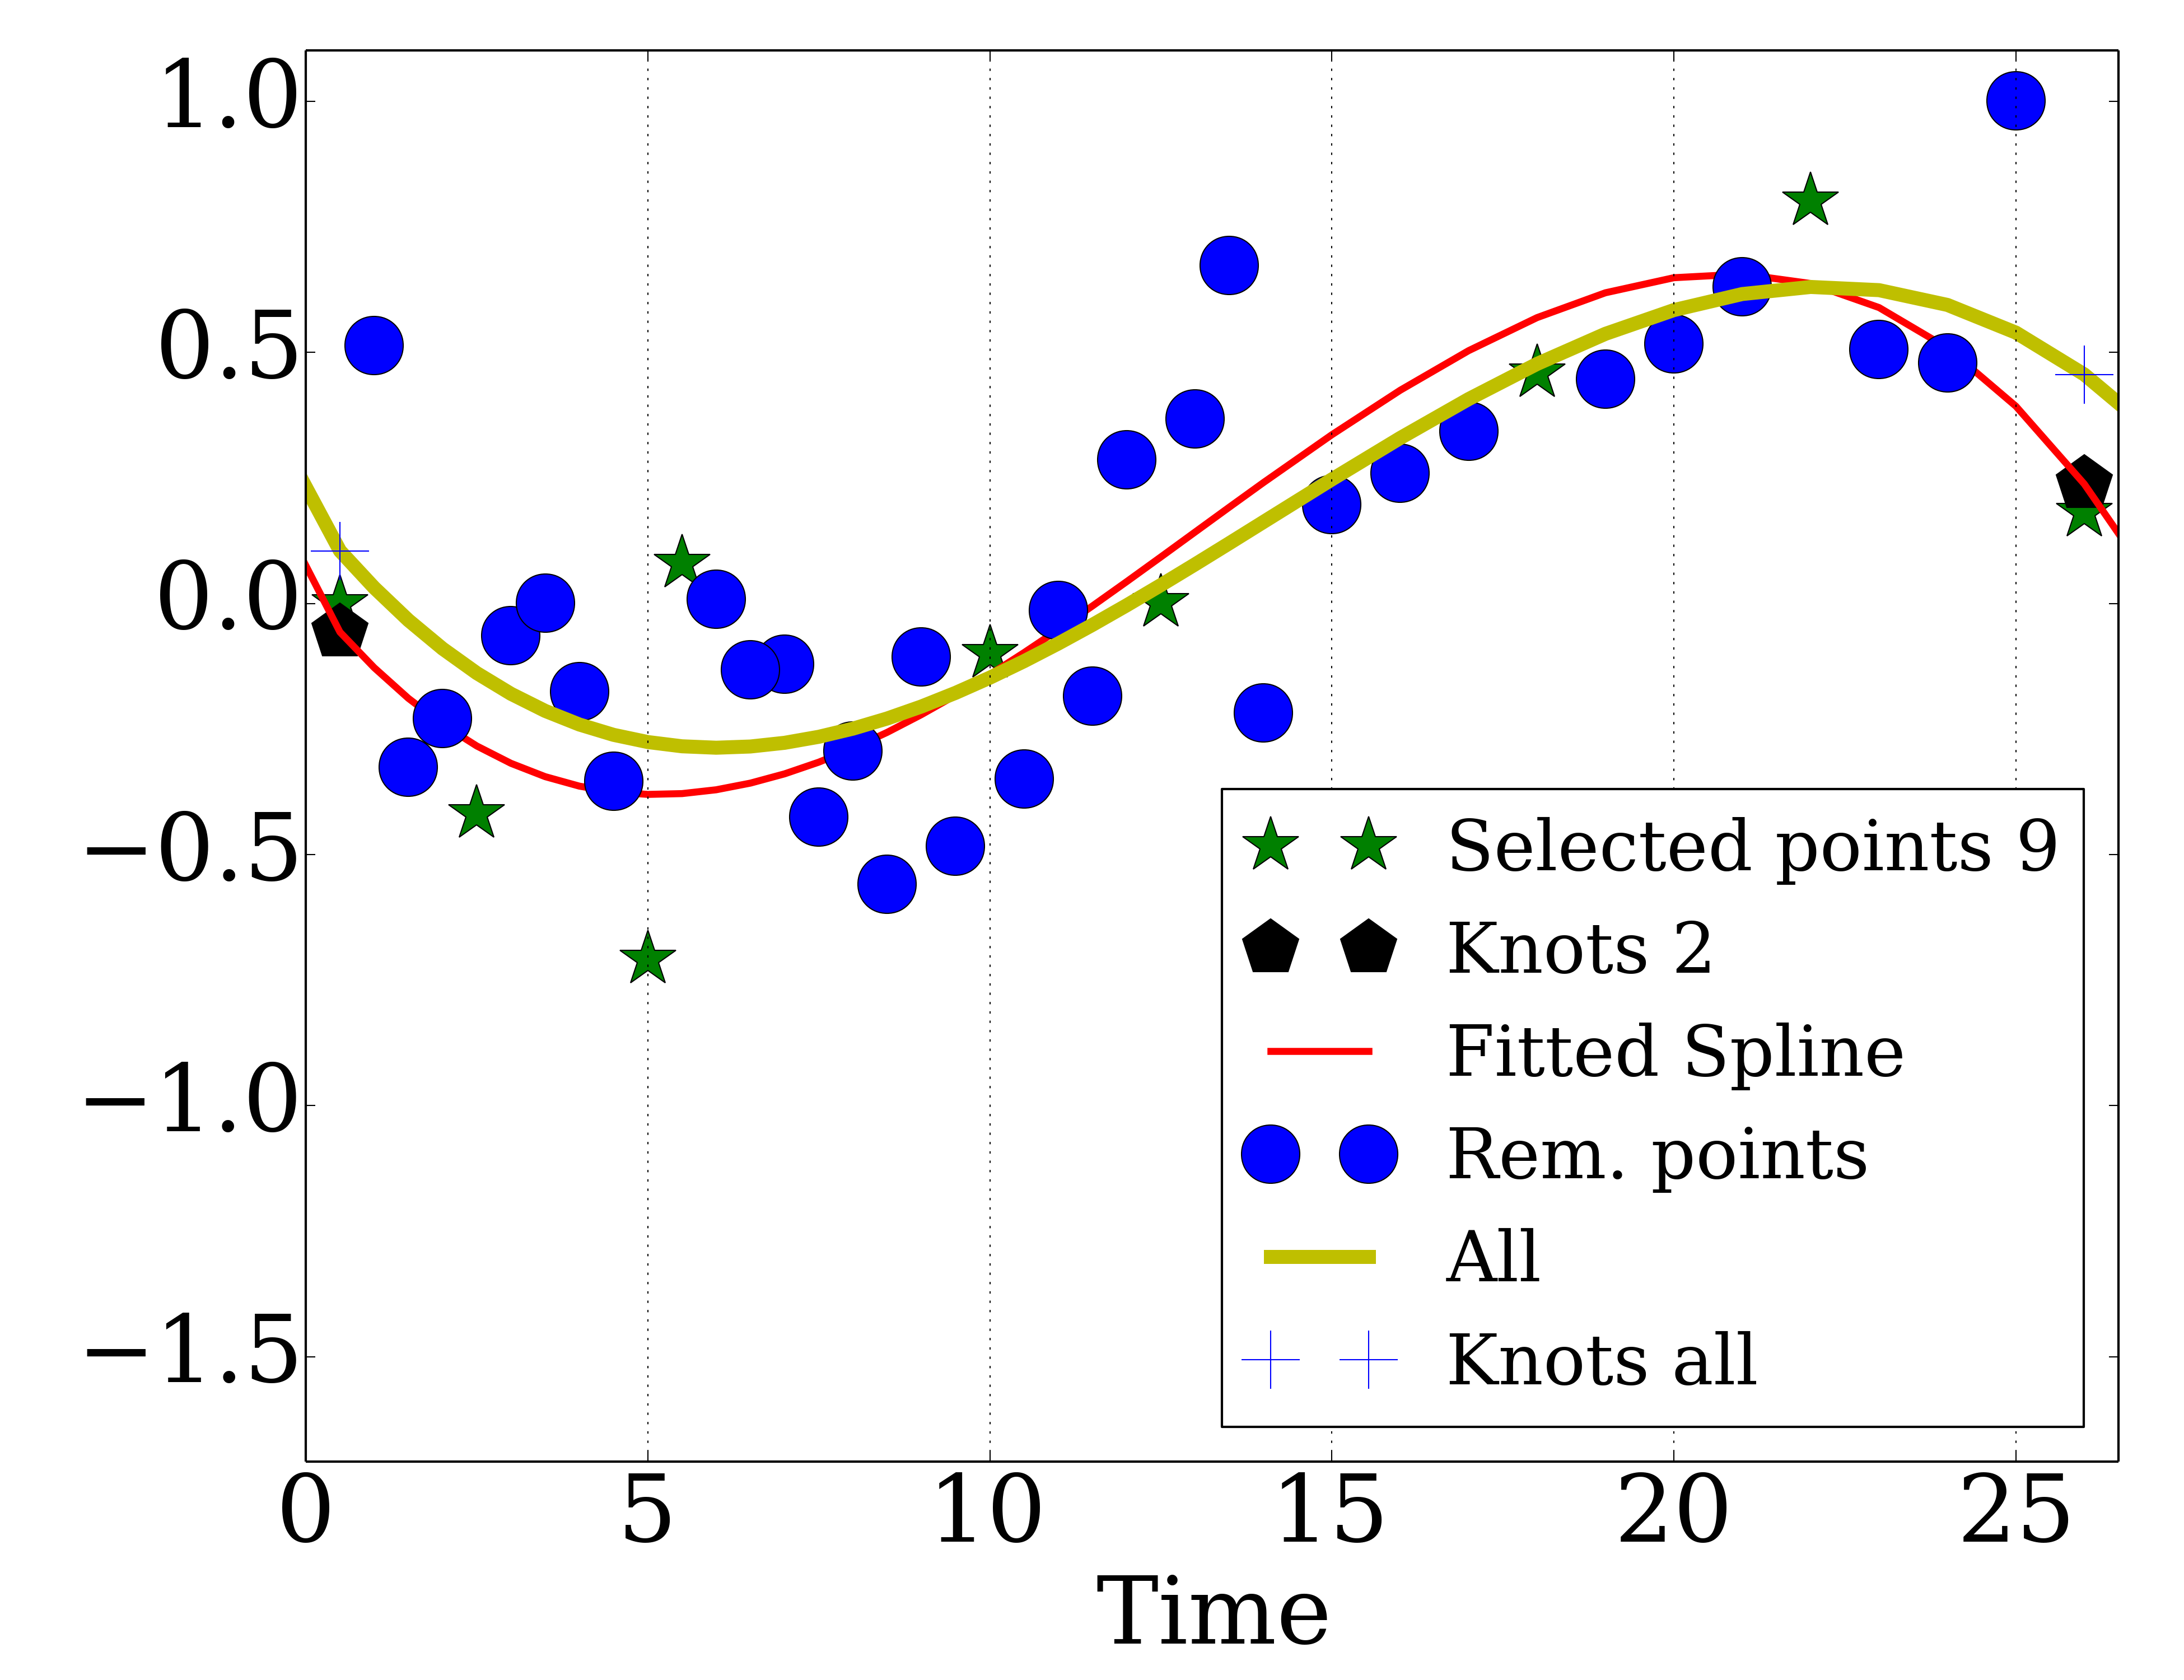 1.0
0.5
0.0
−0.5
−1.0
−1.5
Selected points 9
Knots 2
Fitted Spline
Rem. points
All
Knots all
0 5 10 15 20 25
Time